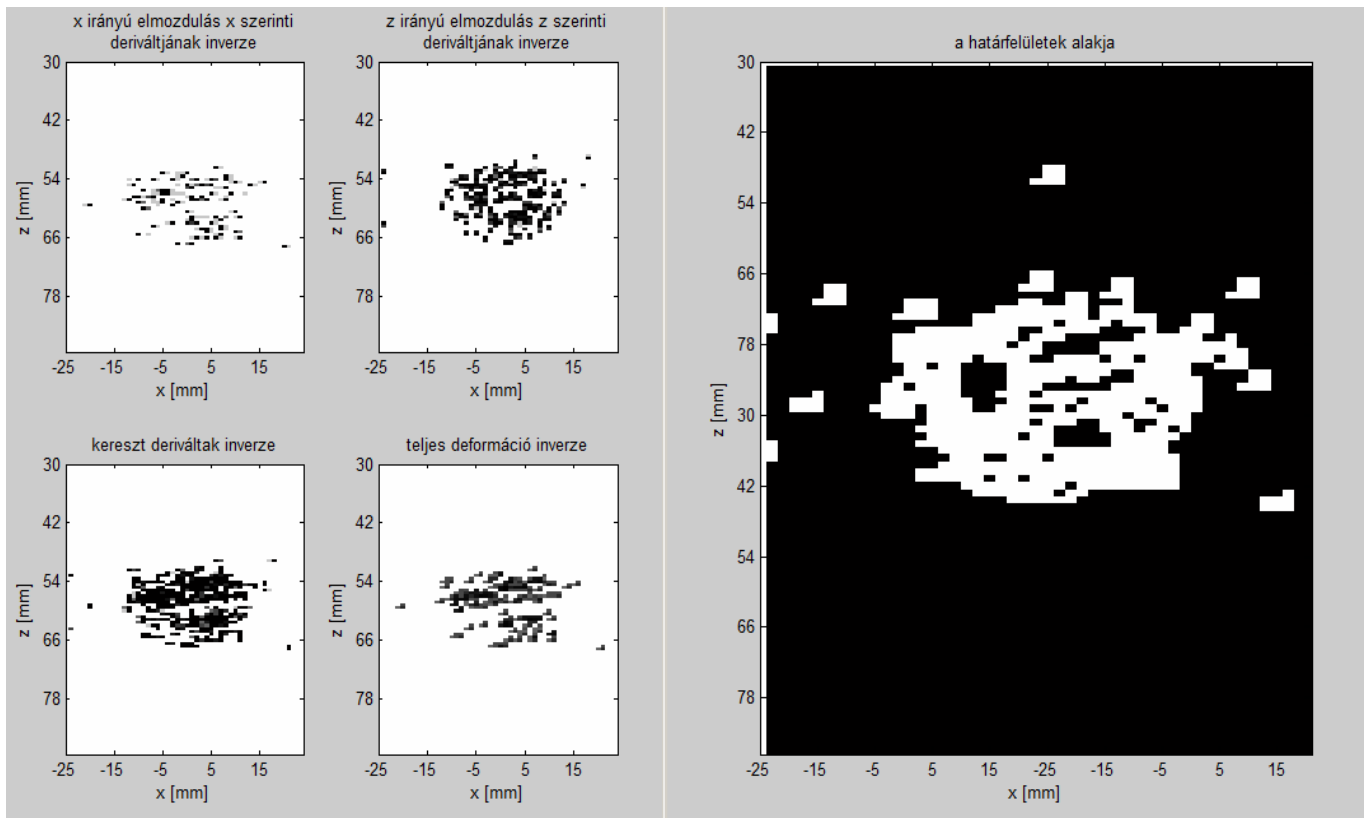 x irányú elmozdulás x szerinti
deriváltjának inverze
30
42
54
66
78
z [mm]
-25 -15 -5 5 15
x [mm]
z irányú elmozdulás z szerinti
deriváltjának inverze
30
42
54
66
78
z [mm]
-25 -15 -5 5 15
x [mm]
kereszt deriváltak inverze
30
42
54
66
78
z [mm]
-25 -15 -5 5 15
x [mm]
teljes deformáció inverze
30
42
54
66
78
z [mm]
-25 -15 -5 5 15
x [mm]
a határfelületek alakja
30
42
54
66
78
30
42
54
66
78
z [mm]
-25 -15 -5 5 15 -25 -15 -5 5 15
x [mm]